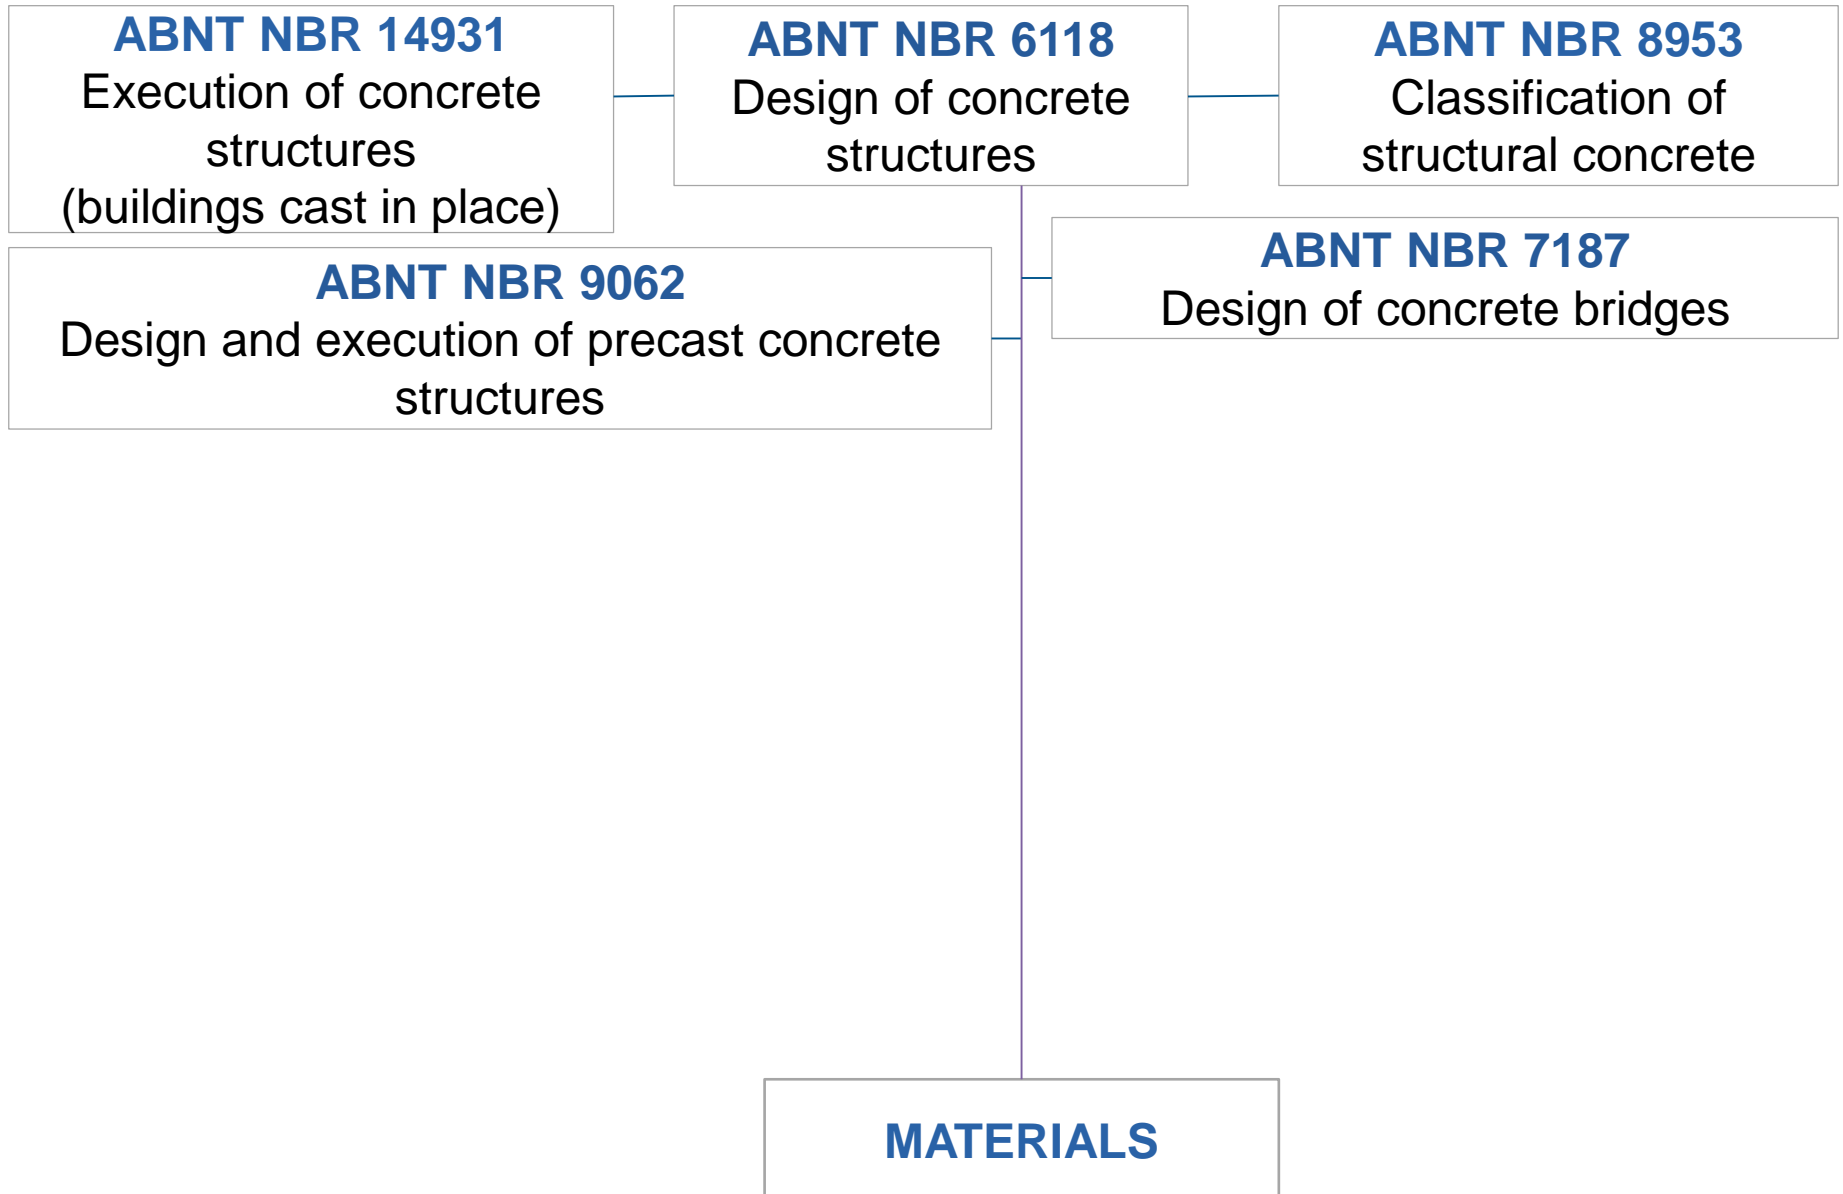 ABNT NBR 14931
Execution of concrete
structures
(buildings cast in place)
ABNT NBR 6118
Design of concrete
structures
ABNT NBR 8953
Classification of
structural concrete
ABNT NBR 7187
Design of concrete bridges
ABNT NBR 9062
Design and execution of precast concrete
structures
MATERIALS